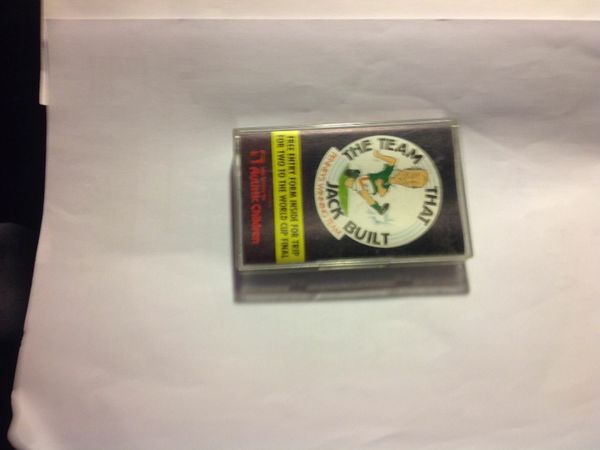 THE TEAM THAT
JACK BUILT
FREE ENTRY FORM INSIDE FOR TRIP
FOR TWO TO THE WORLD CUP FINAL
Autistic Children